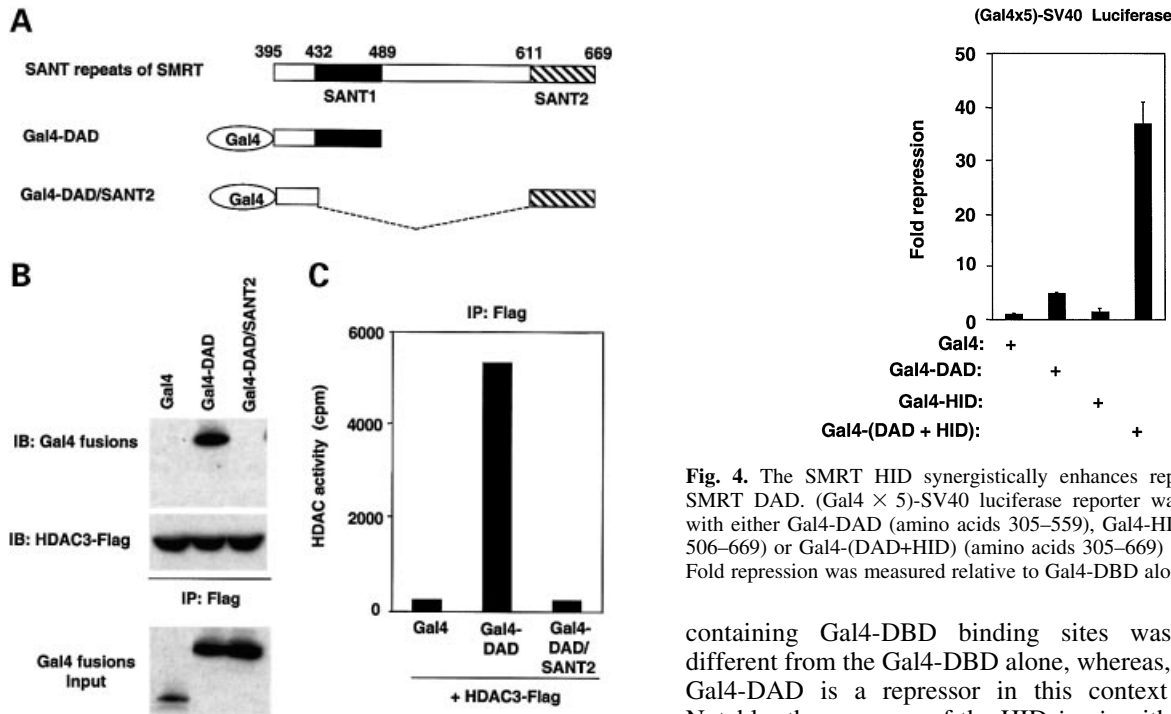 A
395 432 489 611 669
SANT repeats of SMRT
SANT1 SANT2
Gal4-DAD
Gal4
Gal4-DAD/SANT2
Gal4
B
Gal4
Gal4-DAD
Gal4-DAD/SANT2
IB: Gal4 fusions
IB: HDAC3-Flag
IP: Flag
Gal4 fusions
Input
C
IP: Flag
HDAC activity (cpm)
6000
4000
2000
0
Gal4 Gal4-DAD Gal4-DAD/SANT2
+ HDAC3-Flag
(Gal4x5)-SV40 Luciferase
Fold repression
50
40
30
20
10
0
Gal4: +
Gal4-DAD: +
Gal4-HID: +
Gal4-(DAD + HID): +
Fig. 4. The SMRT HID synergistically enhances rep
SMRT DAD. (Gal4 × 5)-SV40 luciferase reporter wa
with either Gal4-DAD (amino acids 305–559), Gal4-HI
506–669) or Gal4-(DAD+HID) (amino acids 305–669)
Fold repression was measured relative to Gal4-DBD alo
containing Gal4-DBD binding sites was
different from the Gal4-DBD alone, whereas,
Gal4-DAD is a repressor in this context